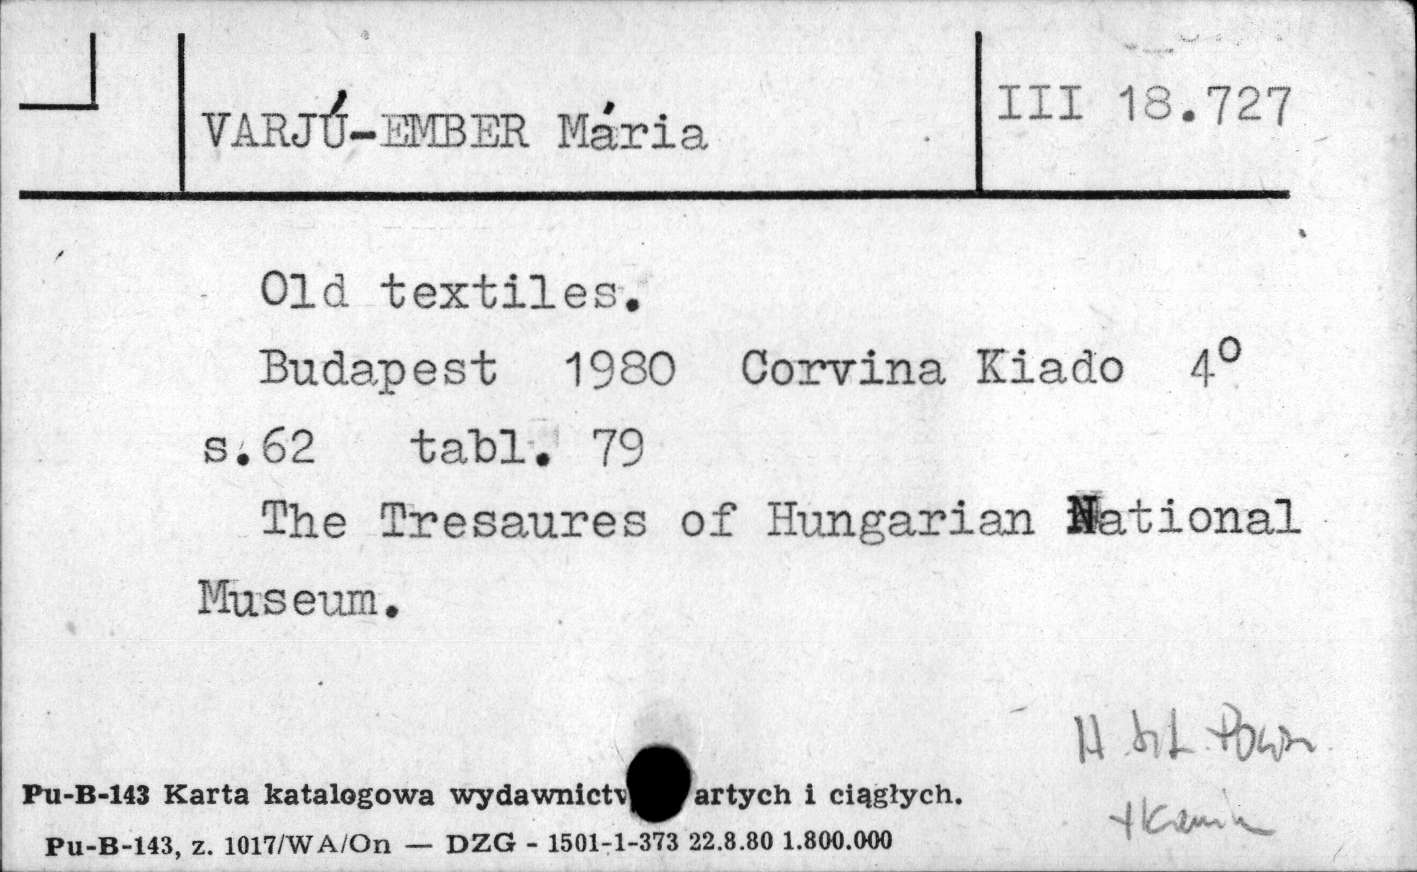 VARJÚ-EMBER Mária
III 18.727
Old textiles.
Budapest 1980 Corvina Kiado 4º
s.62 tabl. 79
The Tresaures of Hungarian National
Museum.
Pu-B-143 Karta katalogowa wydawnictw artych i ciągłych.
Pu-B-143, z. 1017/WA/On — DZG - 1501-1-373 22.8.80 1.800.000